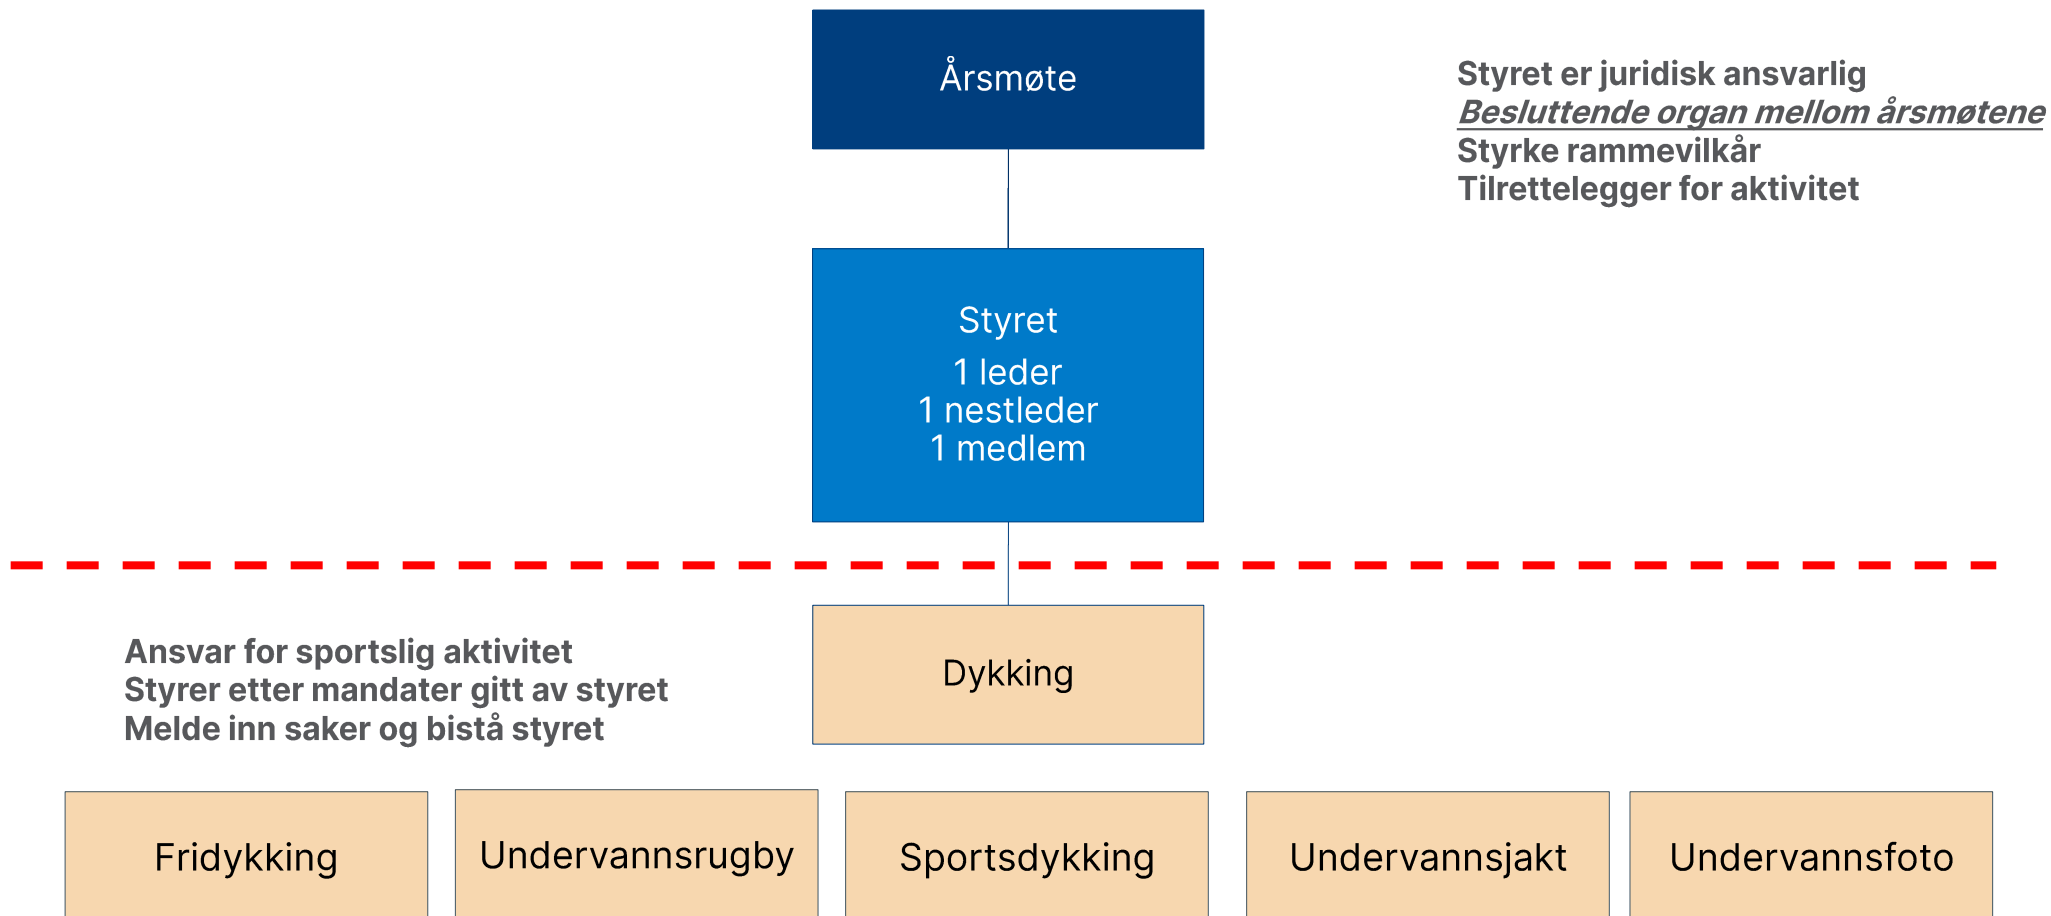 Årsmøte
Styret er juridisk ansvarlig
Besluttende organ mellom årsmøtene
Styrke rammevilkår
Tilrettelegger for aktivitet
Styret
1 leder
1 nestleder
1 medlem
Ansvar for sportslig aktivitet
Styrer etter mandater gitt av styret
Melde inn saker og bistå styret
Dykking
Fridykking
Undervannsrugby
Sportsdykking
Undervannsjakt
Undervannsfoto